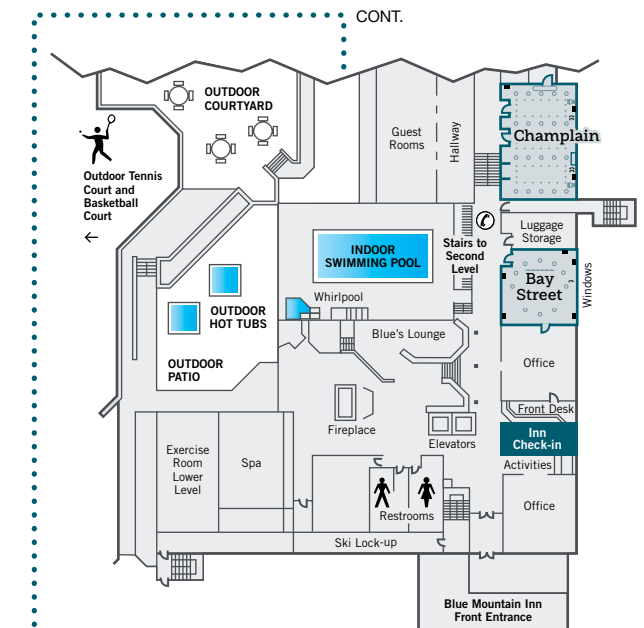 CONT.
OUTDOOR
COURTYARD
Guest
Rooms
Hallway
Champlain
Outdoor Tennis
Court and
Basketball
Court
←
Luggage
Storage
Stairs to
Second
Level
INDOOR
SWIMMING POOL
Bay
Street
Windows
Whirlpool
OUTDOOR
HOT TUBS
Blue's Lounge
OUTDOOR
PATIO
Office
Front Desk
Fireplace
Elevators
Inn
Check-in
Exercise
Room
Lower
Level
Spa
Activities
Restrooms
Office
Ski Lock-up
Blue Mountain Inn
Front Entrance